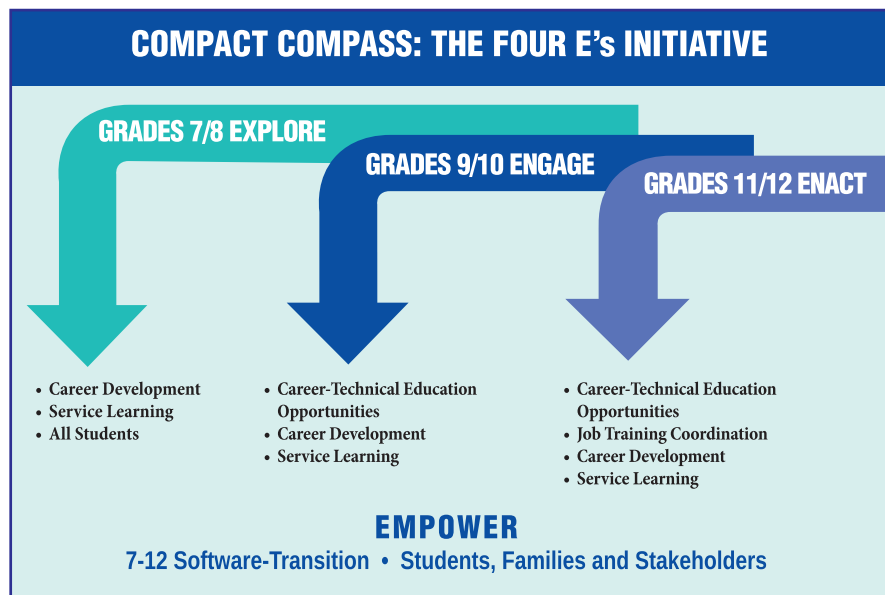 COMPACT COMPASS: THE FOUR E's INITIATIVE
GRADES 7/8 EXPLORE
GRADES 9/10 ENGAGE
GRADES 11/12 ENACT
• Career Development
• Service Learning
• All Students
• Career-Technical Education
Opportunities
• Career Development
• Service Learning
• Career-Technical Education
Opportunities
• Job Training Coordination
• Career Development
• Service Learning
EMPOWER
7-12 Software-Transition • Students, Families and Stakeholders